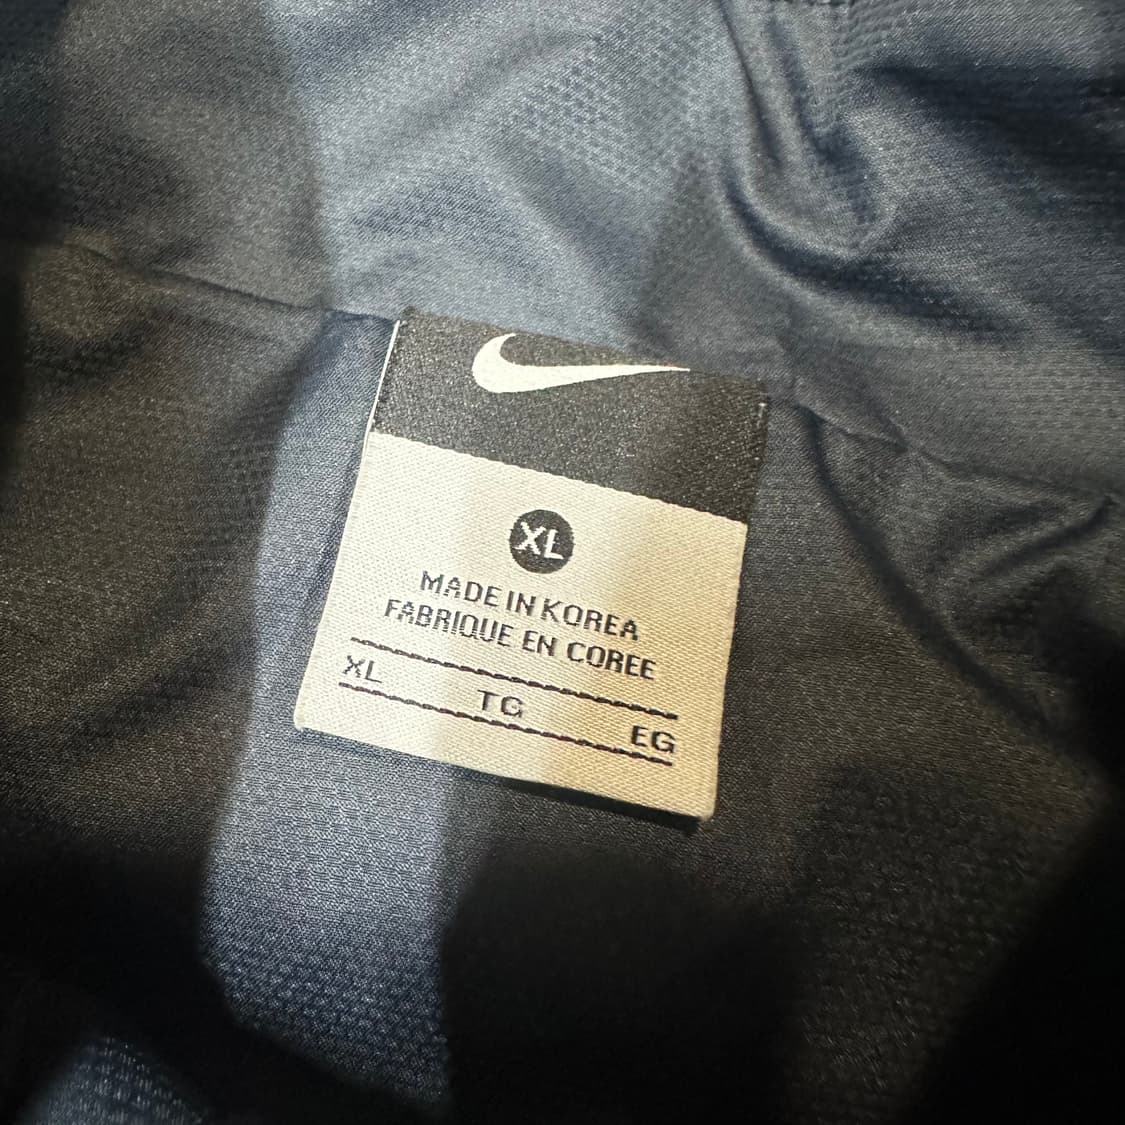 XL
MADE IN KOREA
FABRIQUE EN COREE
XL TG EG